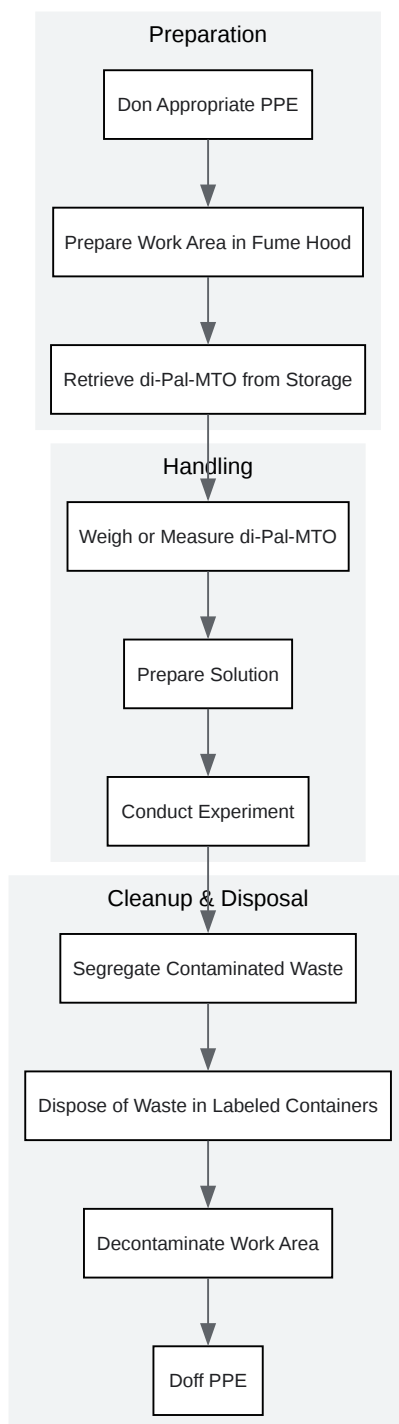 Preparation
Don Appropriate PPE
Prepare Work Area in Fume Hood
Retrieve di-Pal-MTO from Storage
Handling
Weigh or Measure di-Pal-MTO
Prepare Solution
Conduct Experiment
Cleanup & Disposal
Segregate Contaminated Waste
Dispose of Waste in Labeled Containers
Decontaminate Work Area
Doff PPE